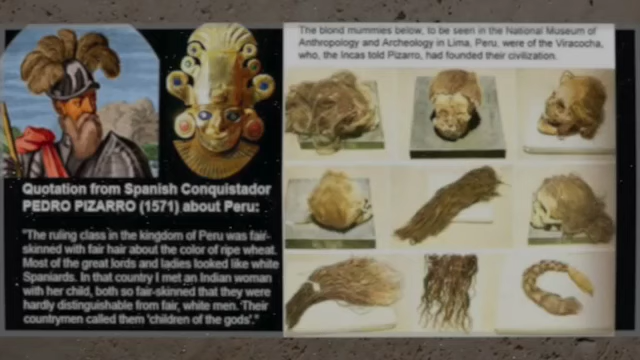 Quotation from Spanish Conquistador
PEDRO PIZARRO (1571) about Peru:
"The ruling class in the kingdom of Peru was fair-
skinned with fair hair about the color of ripe wheat.
Most of the great lords and ladies looked like white
Spaniards. In that country I met an Indian woman
with her child, both so fair-skinned that they were
hardly distinguishable from fair, white men. Their
countrymen called them 'children of the gods'."
The blond mummies below, to be seen in the National Museum of
Anthropology and Archeology in Lima, Peru, were of the Viracocha,
who, the Incas told Pizarro, had founded their civilization.